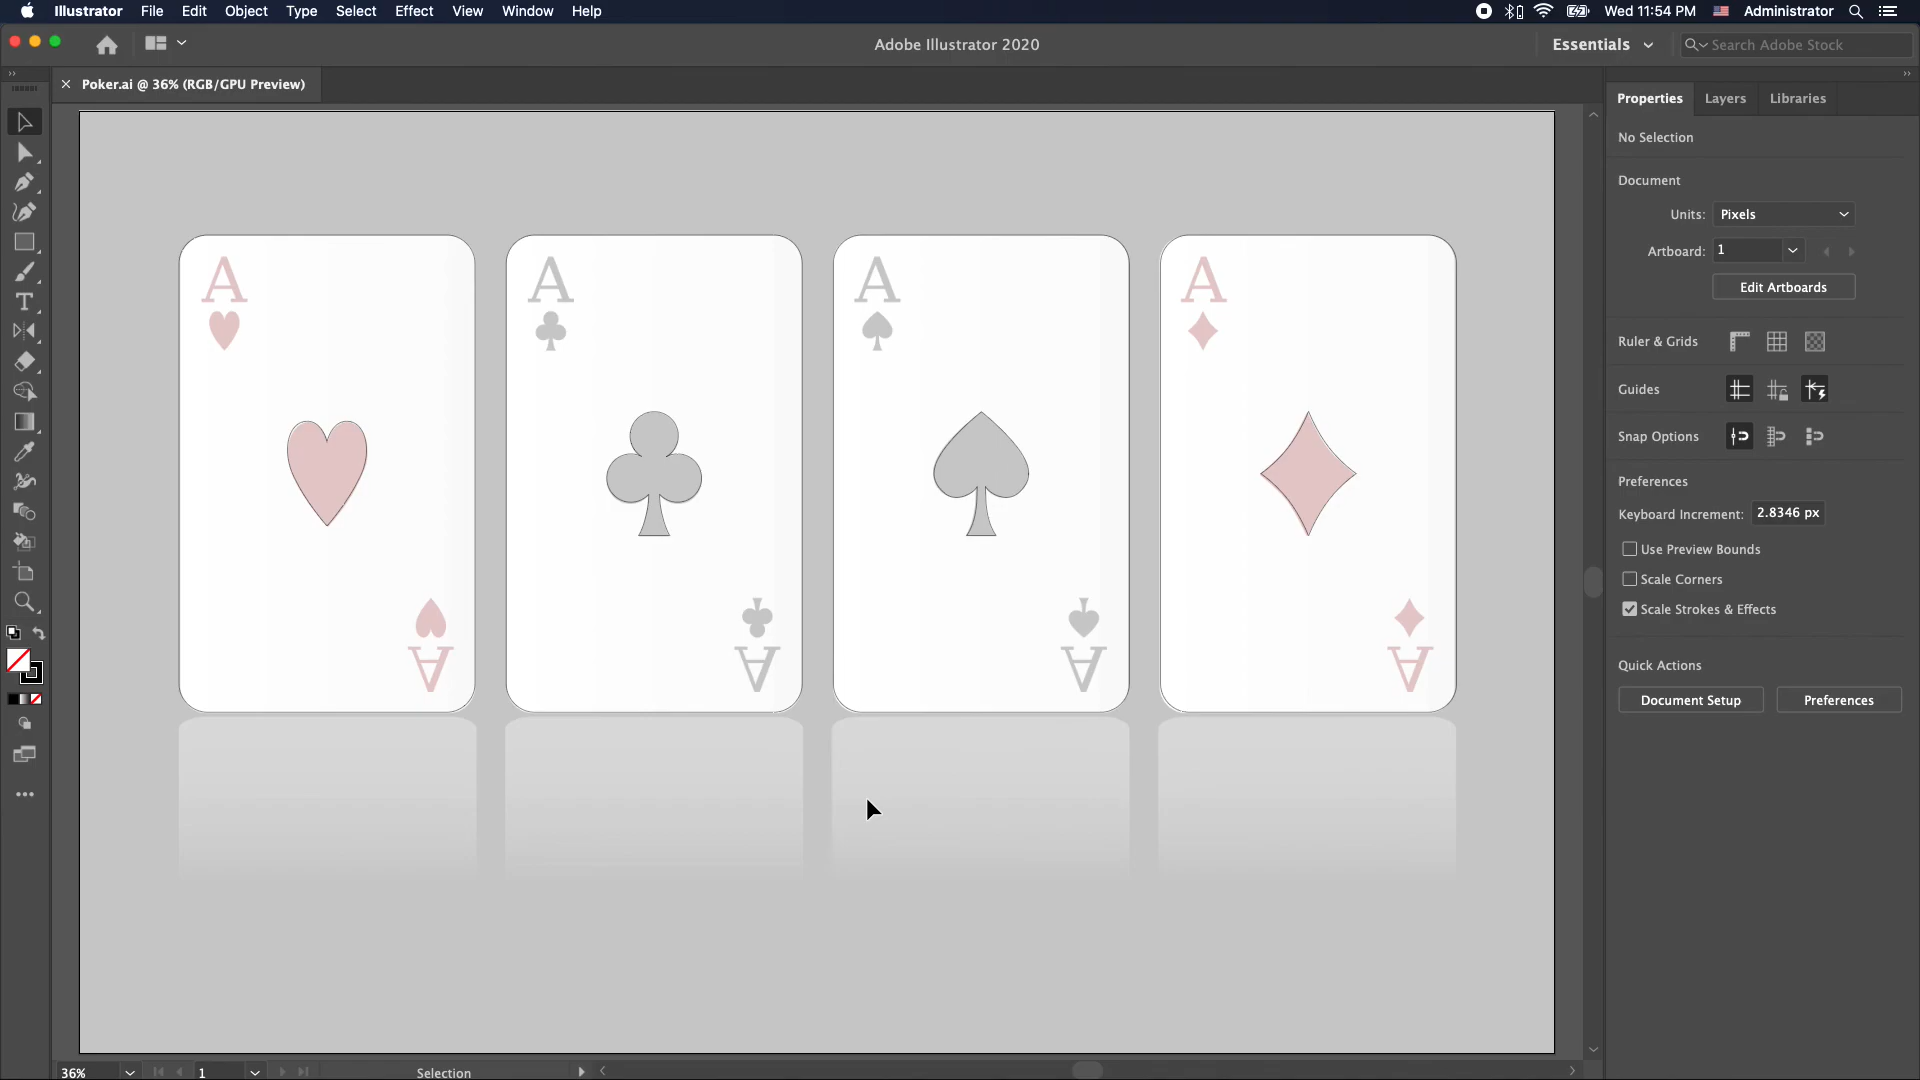 Illustrator File Edit Object Type Select Effect View Window Help Wed 11:54 PM Administrator
Adobe Illustrator 2020 Essentials Search Adobe Stock
Poker.ai @ 36% (RGB/GPU Preview)
Properties Layers Libraries
No Selection
Document
Units: Pixels
Artboard: 1
Edit Artboards
Ruler & Grids
Guides
Snap Options
Preferences
Keyboard Increment: 2.8346 px
Use Preview Bounds
Scale Corners
Scale Strokes & Effects
Quick Actions
Document Setup Preferences
A A A A
A A A A
36% 1 Selection